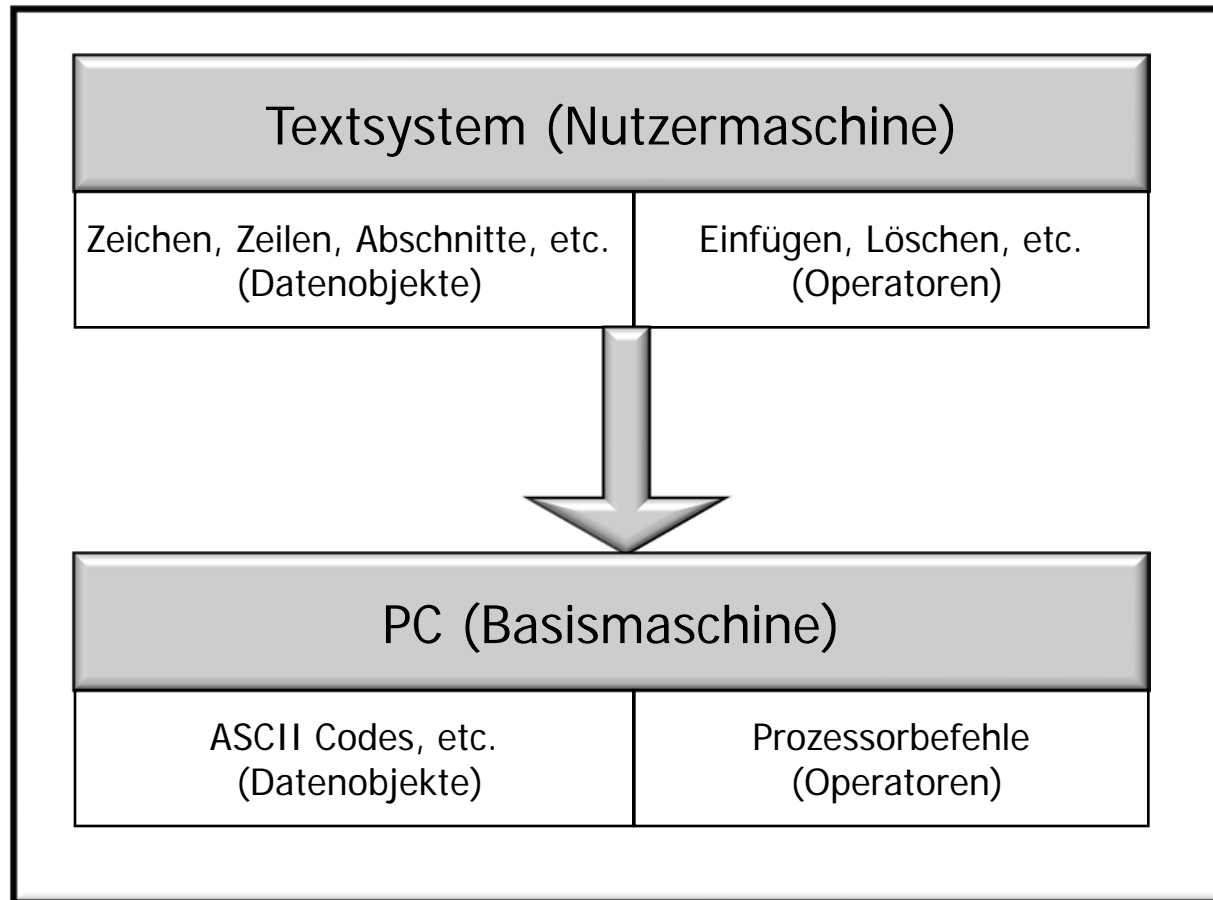 Textsystem (Nutzermaschine)
Zeichen, Zeilen, Abschnitte, etc.
(Datenobjekte)
Einfügen, Löschen, etc.
(Operatoren)
PC (Basismaschine)
ASCII Codes, etc.
(Datenobjekte)
Prozessorbefehle
(Operatoren)